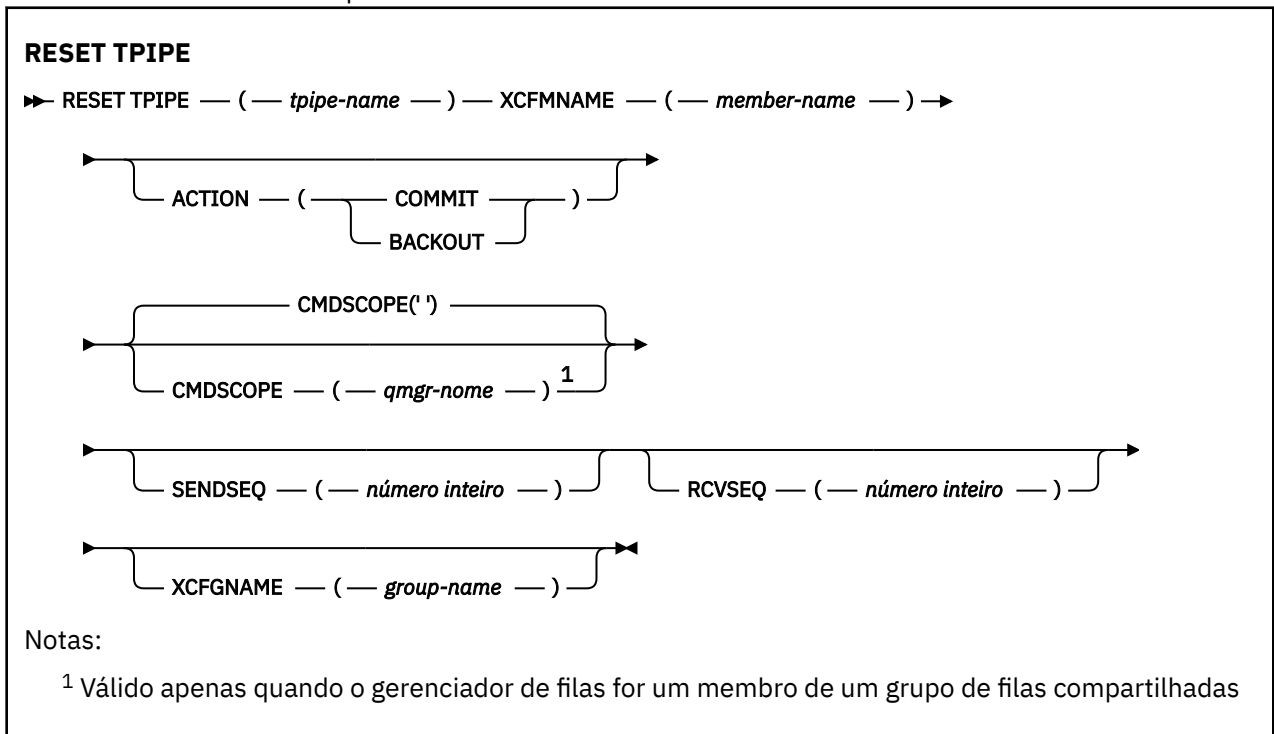 RESET TPIPE
RESET TPIPE ( tpipe-name ) XCFMNAME ( member-name )
ACTION ( COMMIT )
BACKOUT
CMDSCOPE(' ')
CMDSCOPE ( qmgr-nome ) 1
SENDSEQ ( número inteiro ) RCVSEQ ( número inteiro )
XCFGNAME ( group-name )
Notas:
1 Válido apenas quando o gerenciador de filas for um membro de um grupo de filas compartilhadas